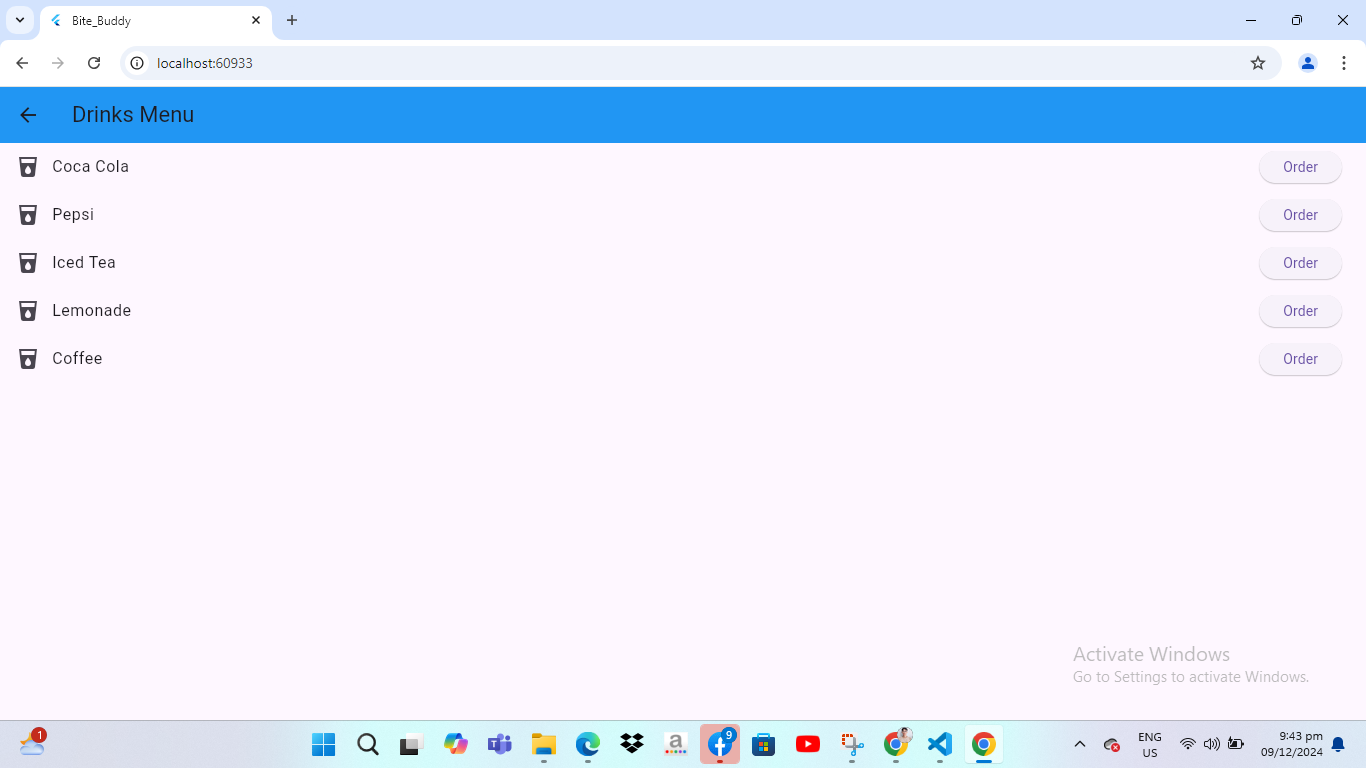 Bite_Buddy
localhost:60933
Drinks Menu
Coca Cola
Order
Pepsi
Order
Iced Tea
Order
Lemonade
Order
Coffee
Order
Activate Windows
Go to Settings to activate Windows.
1
a
9
ENG
US
9:43 pm
09/12/2024